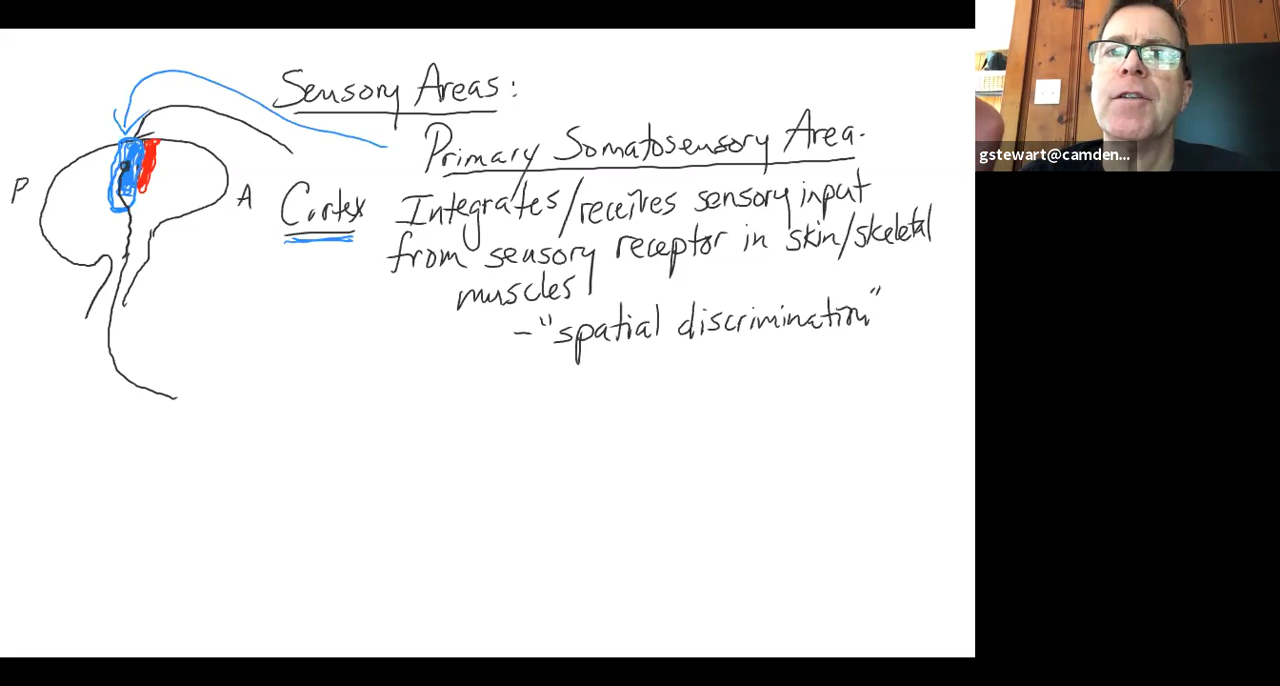 Sensory Areas:
Primary Somatosensory Area.
P
A
Cortex
Integrates/receives sensory input
from sensory receptor in skin/skeletal
muscles
- "spatial discrimination"
gstewart@camden...